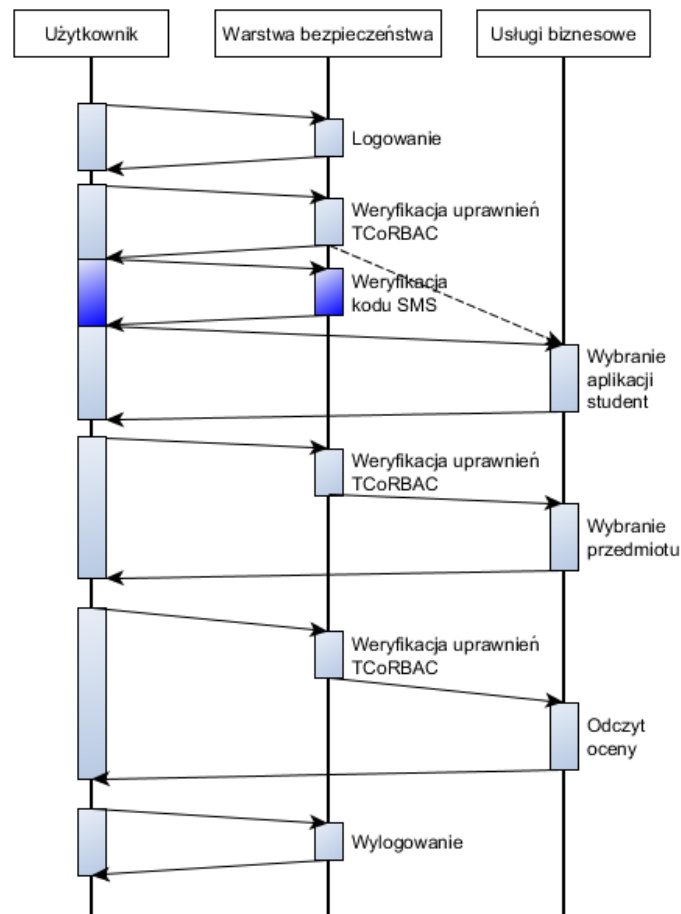 Użytkownik
Warstwa bezpieczeństwa
Usługi biznesowe
Logowanie
Weryfikacja uprawnień
TCoRBAC
Weryfikacja
kodu SMS
Wybranie
aplikacji
student
Weryfikacja uprawnień
TCoRBAC
Wybranie
przedmiotu
Weryfikacja uprawnień
TCoRBAC
Odczyt
oceny
Wylogowanie